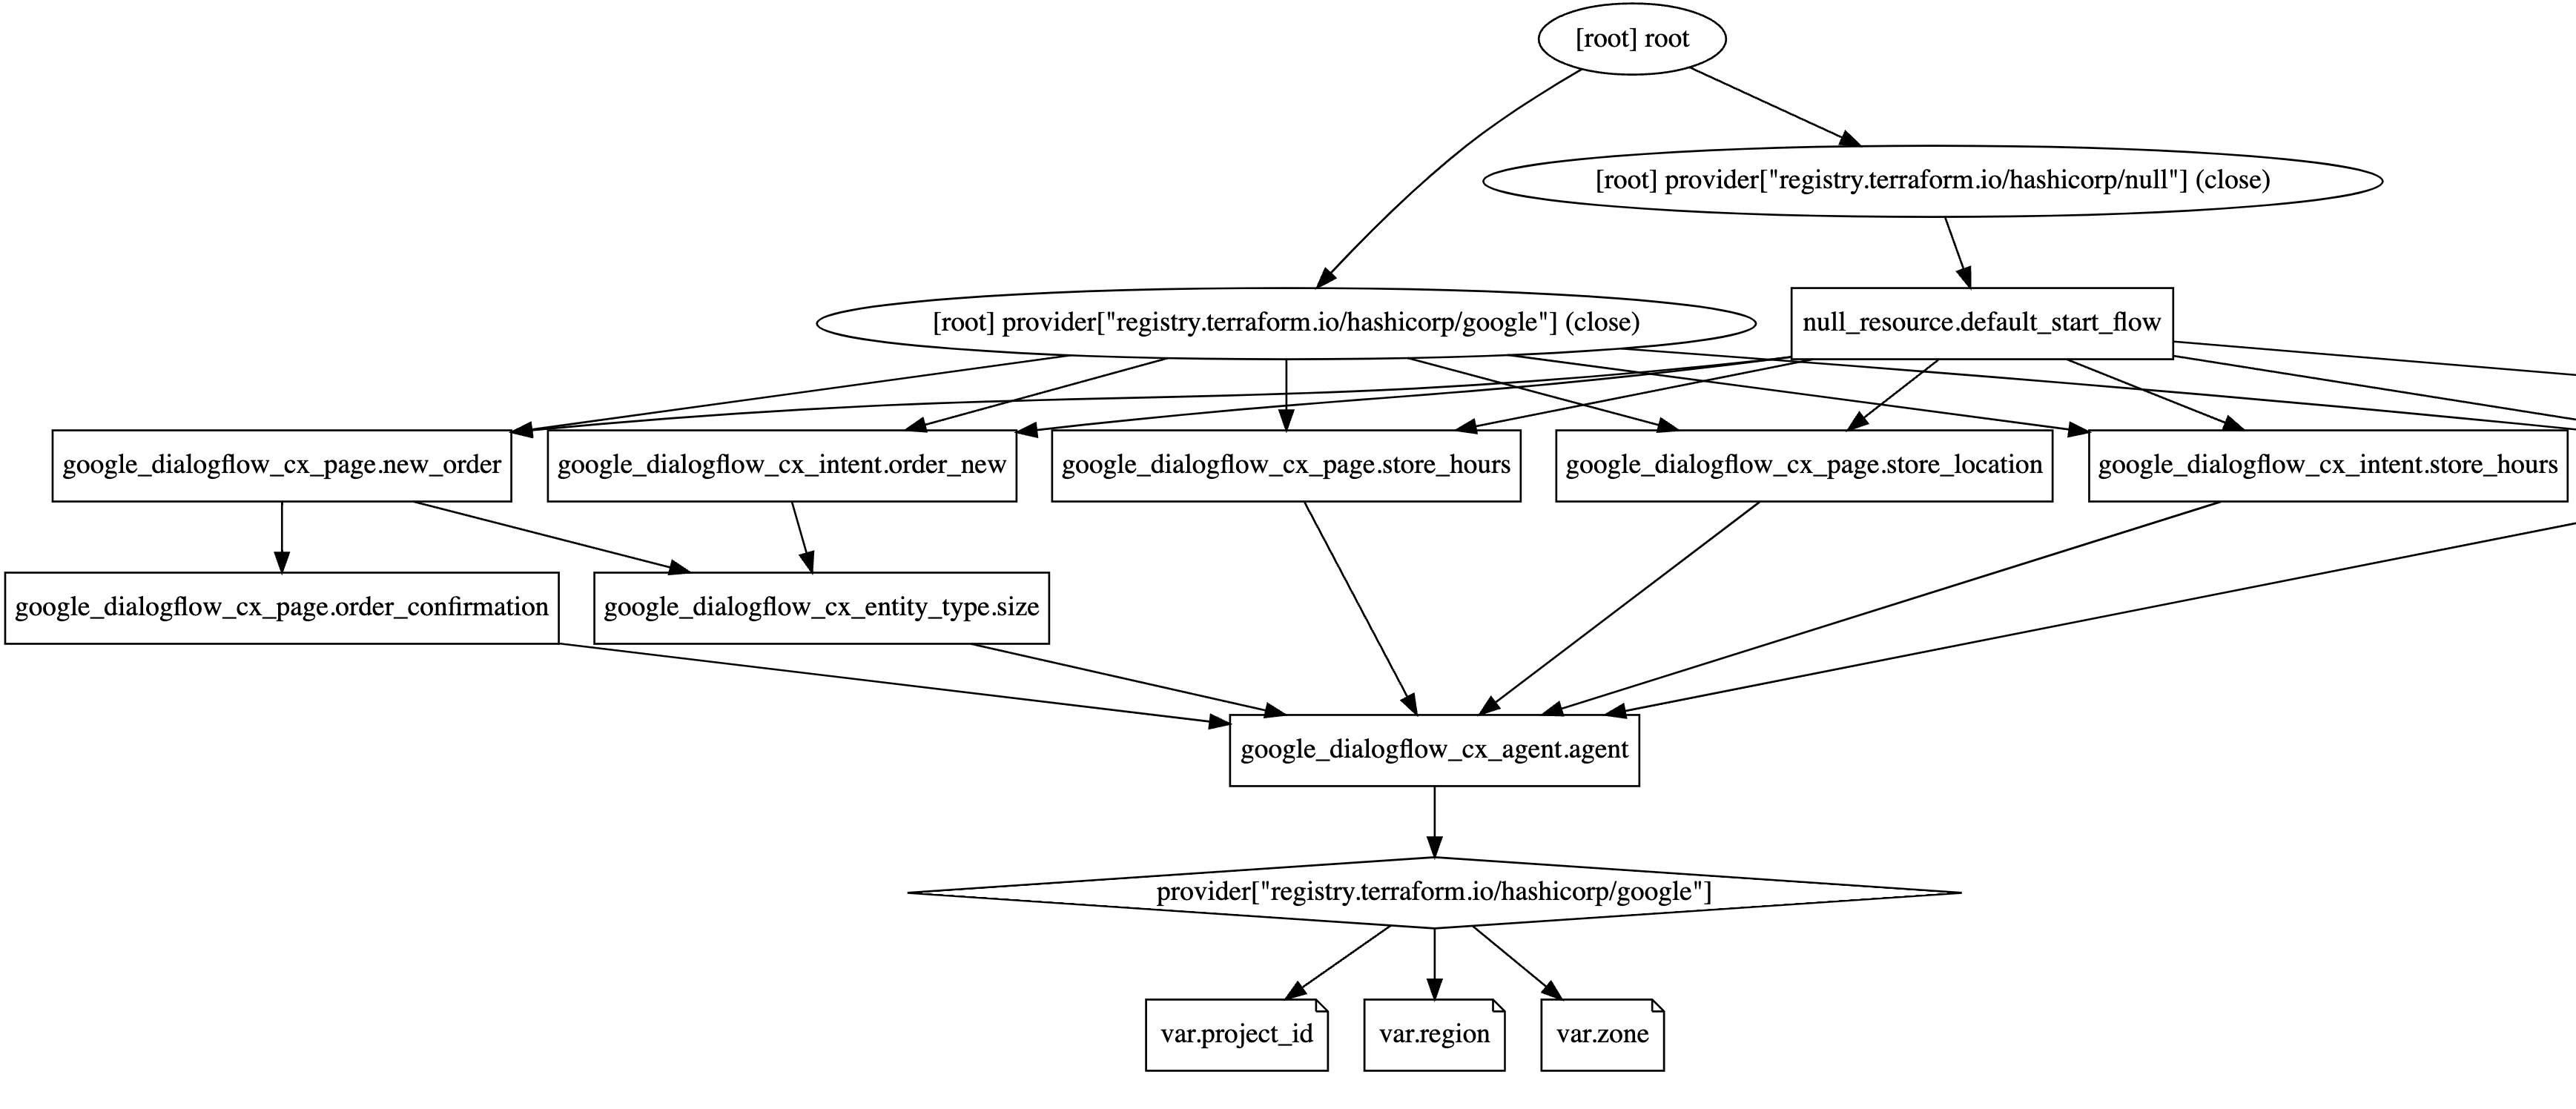 [root] root
[root] provider["registry.terraform.io/hashicorp/null"] (close)
[root] provider["registry.terraform.io/hashicorp/google"] (close)
null_resource.default_start_flow
google_dialogflow_cx_page.new_order
google_dialogflow_cx_intent.order_new
google_dialogflow_cx_page.store_hours
google_dialogflow_cx_page.store_location
google_dialogflow_cx_intent.store_hours
google_dialogflow_cx_page.order_confirmation
google_dialogflow_cx_entity_type.size
google_dialogflow_cx_agent.agent
provider["registry.terraform.io/hashicorp/google"]
var.project_id
var.region
var.zone